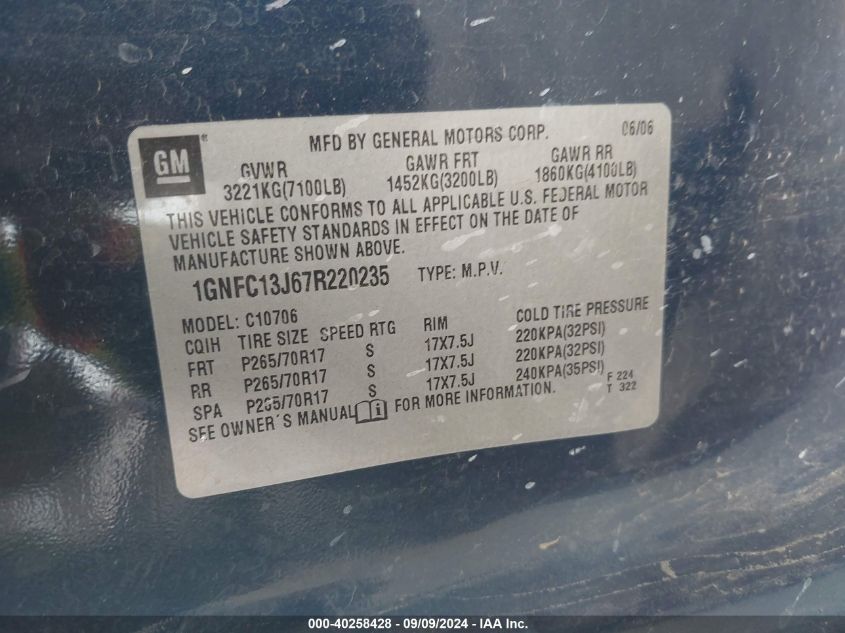 GM®
MFD BY GENERAL MOTORS CORP. 06/06
GVWR GAWR FRT GAWR RR
3221KG(7100LB) 1452KG(3200LB) 1860KG(4100LB)
THIS VEHICLE CONFORMS TO ALL APPLICABLE U.S. FEDERAL MOTOR
VEHICLE SAFETY STANDARDS IN EFFECT ON THE DATE OF
MANUFACTURE SHOWN ABOVE.
1GNFC13J67R220235 TYPE: M.P.V.
MODEL: C10706
CQIH TIRE SIZE SPEED RTG RIM COLD TIRE PRESSURE
FRT P265/70R17 S 17X7.5J 220KPA(32PSI)
RR P265/70R17 S 17X7.5J 220KPA(32PSI)
SPA P265/70R17 S 17X7.5J 240KPA(35PSI)
SEE OWNER'S MANUAL i FOR MORE INFORMATION.
F 224
T 322
000-40258428 - 09/09/2024 - IAA Inc.